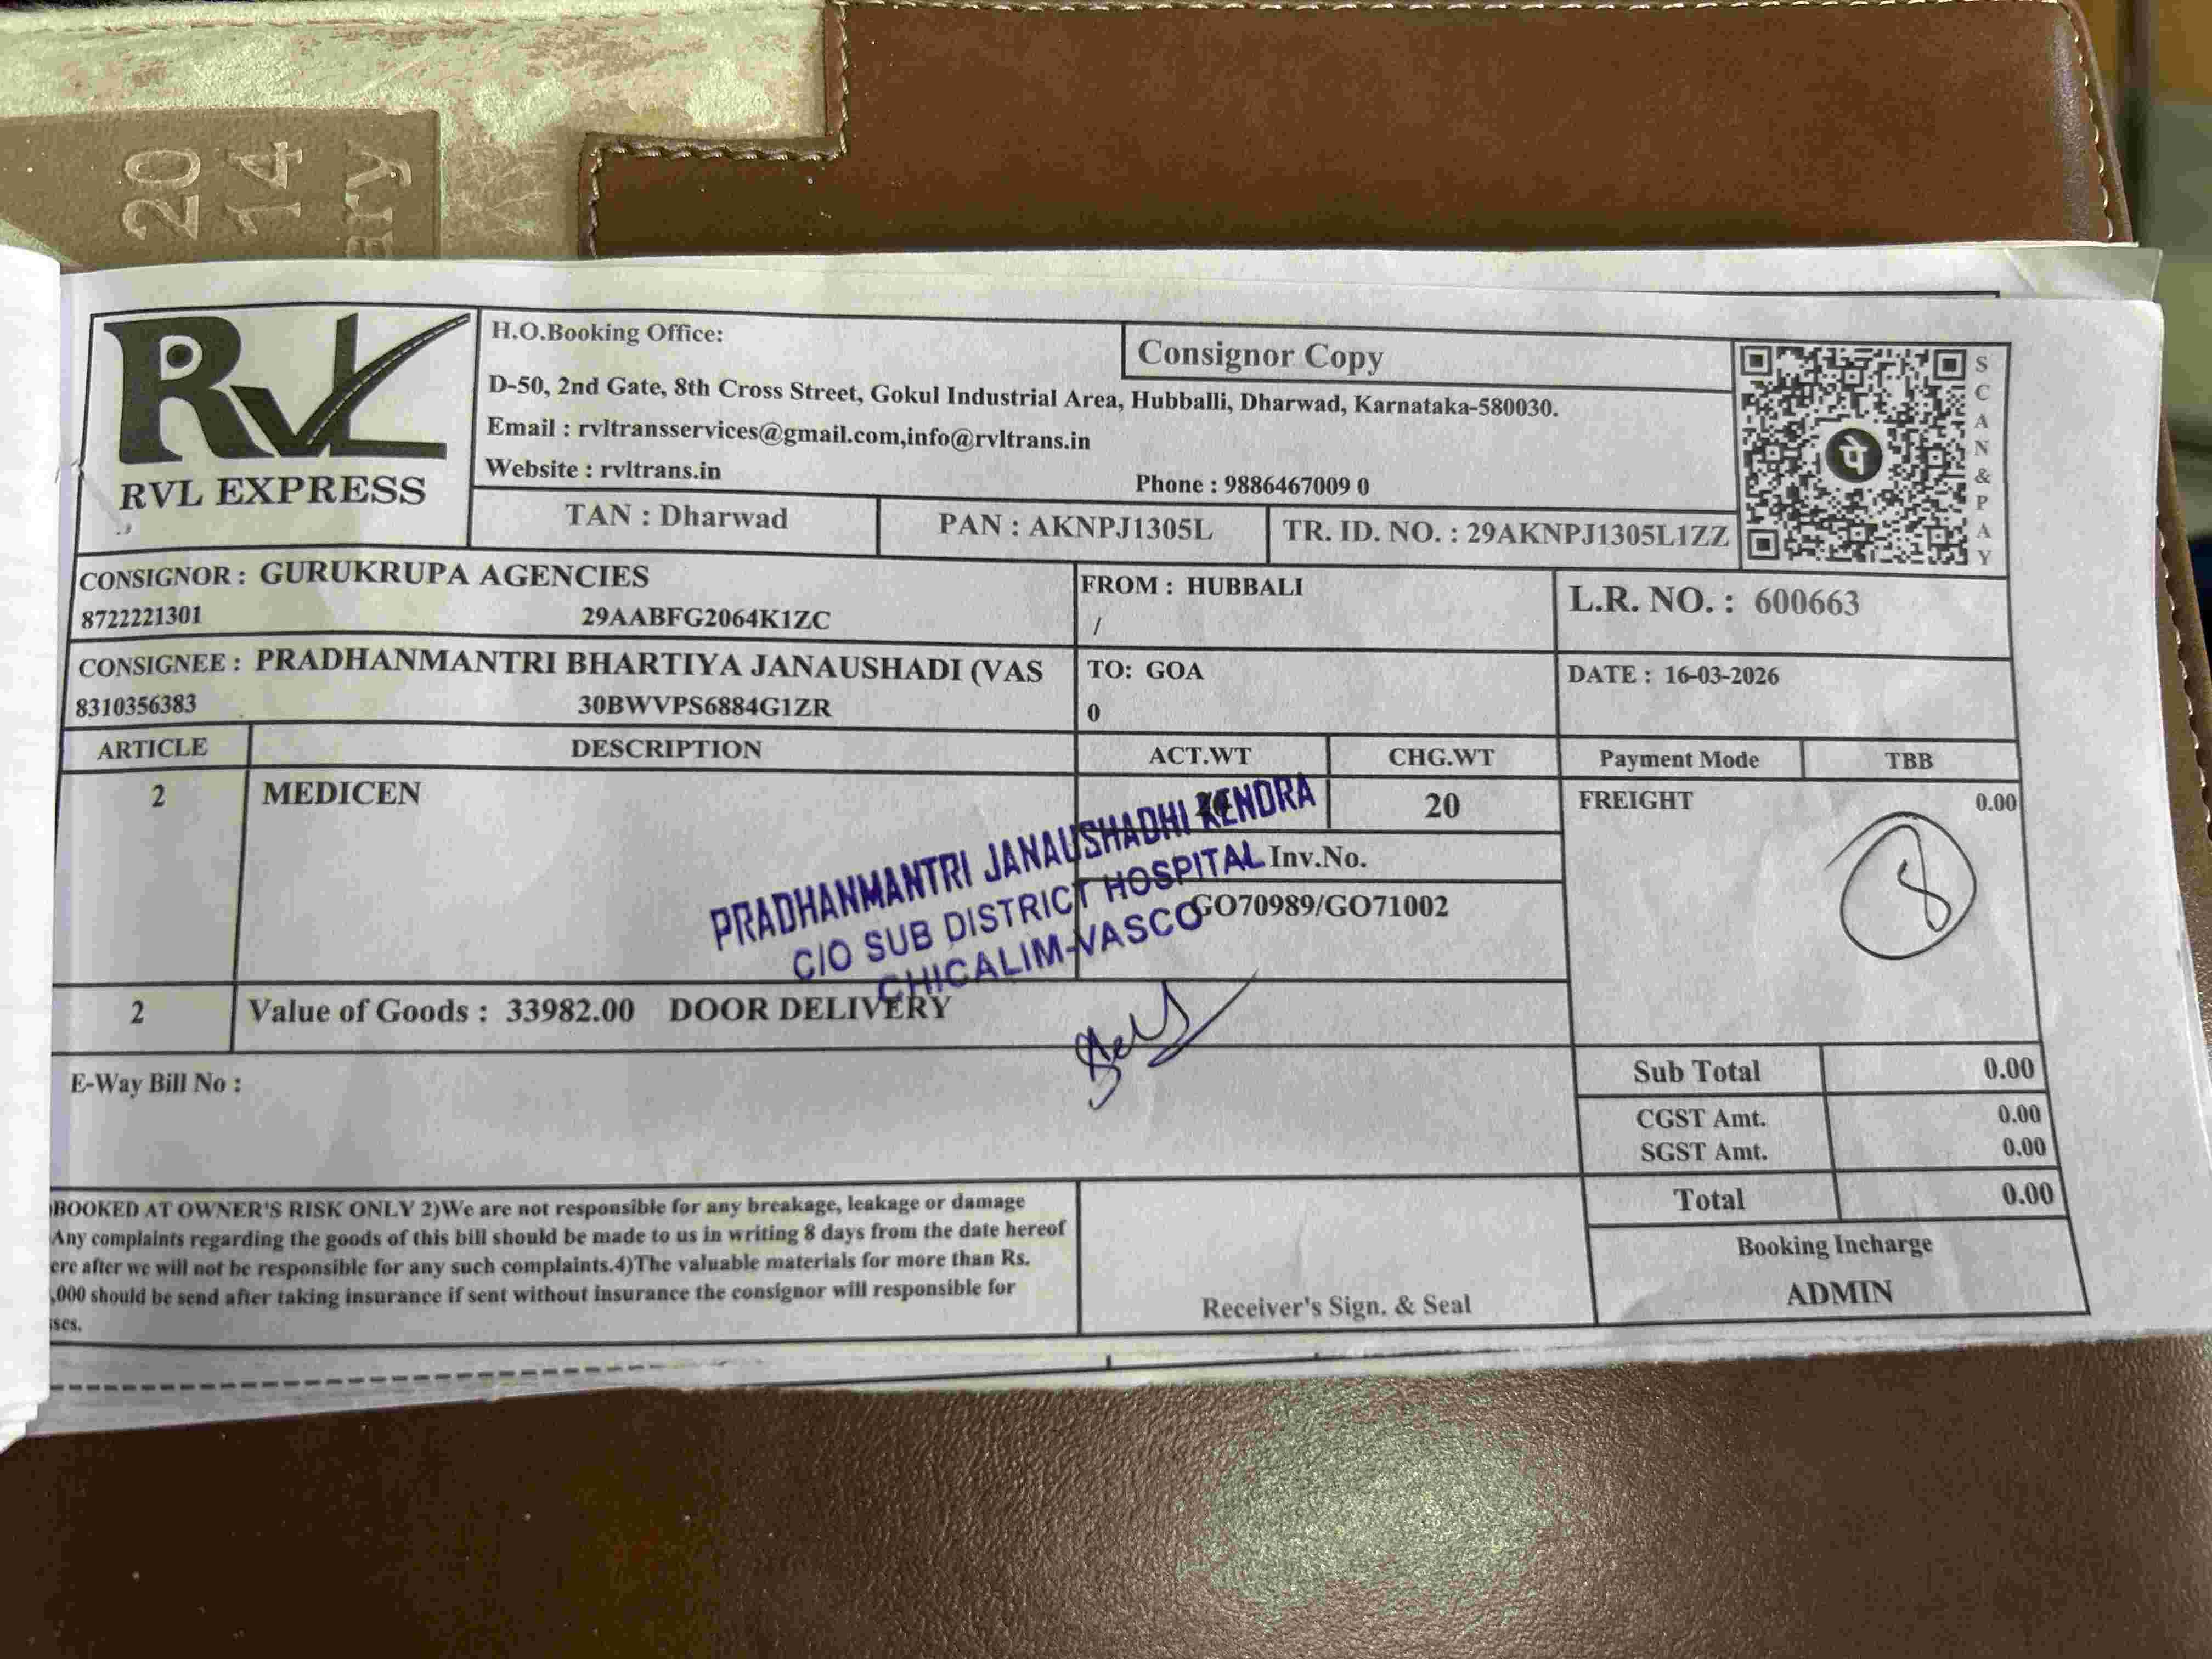 20
14
ary
RVL
RVL EXPRESS
H.O.Booking Office:
Consignor Copy
D-50, 2nd Gate, 8th Cross Street, Gokul Industrial Area, Hubballi, Dharwad, Karnataka-580030.
Email : rvltransservices@gmail.com,info@rvltrans.in
Website : rvltrans.in
Phone : 9886467009 0
TAN : Dharwad
PAN : AKNPJ1305L
TR. ID. NO. : 29AKNPJ1305L1ZZ
पे
SCAN&PAY
CONSIGNOR : GURUKRUPA AGENCIES
8722221301 29AABFG2064K1ZC
FROM : HUBBALI
/
L.R. NO. : 600663
CONSIGNEE : PRADHANMANTRI BHARTIYA JANAUSHADI (VAS
8310356383 30BWVPS6884G1ZR
TO: GOA
0
DATE : 16-03-2026
ARTICLE DESCRIPTION ACT.WT CHG.WT Payment Mode TBB
2 MEDICEN 20 FREIGHT 0.00
8
Inv.No.
GO70989/GO71002
PRADHANMANTRI JANAUSHADHI KENDRA
C/O SUB DISTRICT HOSPITAL
CHICALIM-VASCO
2 Value of Goods : 33982.00 DOOR DELIVERY
E-Way Bill No :
Sub Total 0.00
CGST Amt. 0.00
SGST Amt. 0.00
Total 0.00
BOOKED AT OWNER'S RISK ONLY 2)We are not responsible for any breakage, leakage or damage
Any complaints regarding the goods of this bill should be made to us in writing 8 days from the date hereof
ere after we will not be responsible for any such complaints.4)The valuable materials for more than Rs.
,000 should be send after taking insurance if sent without insurance the consignor will responsible for
ses.
Receiver's Sign. & Seal
Booking Incharge
ADMIN